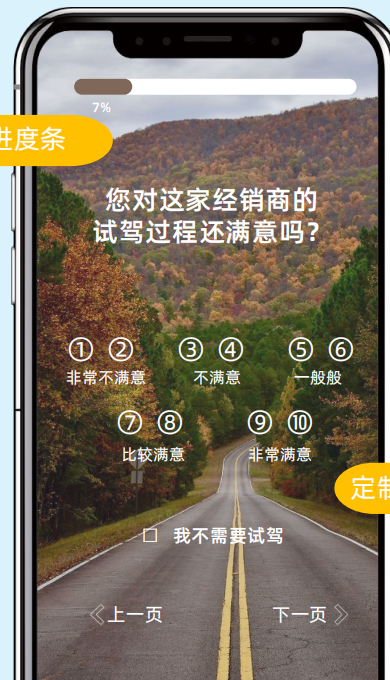 7%
进度条
您对这家经销商的
试驾过程还满意吗?
① ② ③ ④ ⑤ ⑥
非常不满意 不满意 一般般
⑦ ⑧ ⑨ ⑩
比较满意 非常满意
定制
□ 我不需要试驾
上一页 下一页